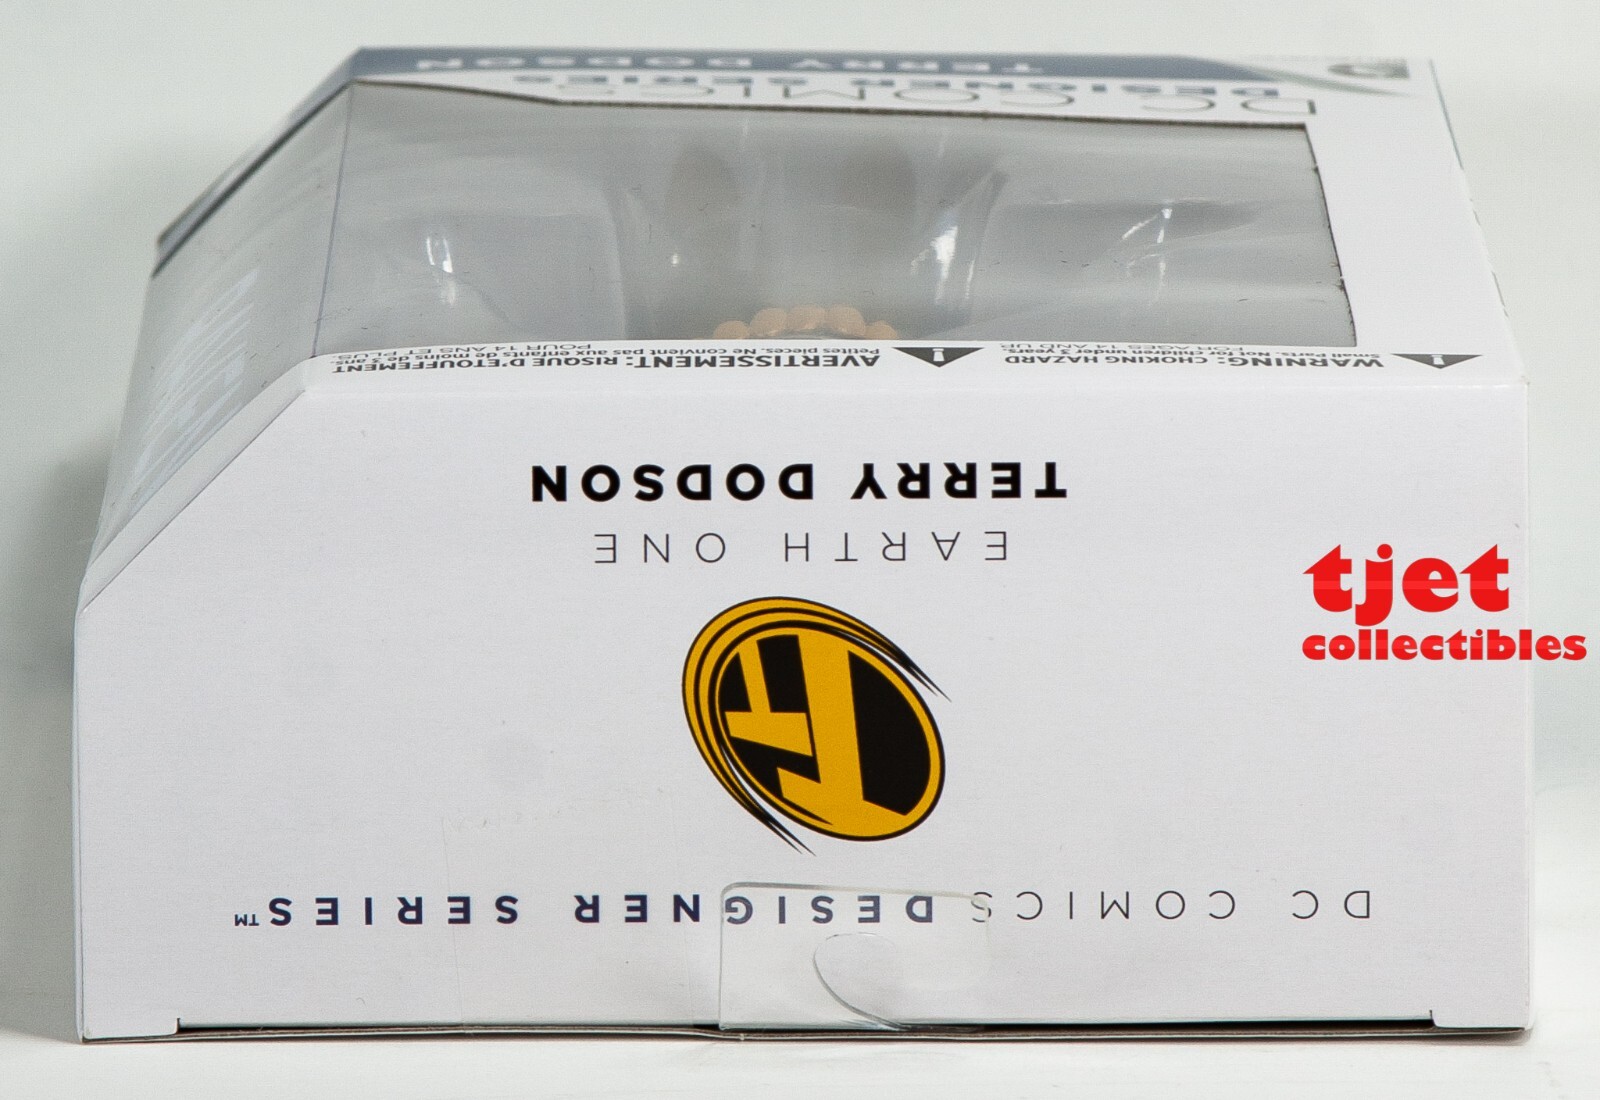 DC COMICS DESIGNER SERIES™
EARTH ONE
TERRY DODSON
WARNING: CHOKING HAZARD
Small Parts. Not for children under 3 years.
FOR AGES 14 AND UP.
AVERTISSEMENT: RISQUE D'ETOUFFEMENT
Petites pieces. Ne convient pas aux enfants de moins de 3 ans.
POUR 14 ANS ET PLUS.
DC COMICS
DESIGNER SERIES
TERRY DODSON
tjet
collectibles